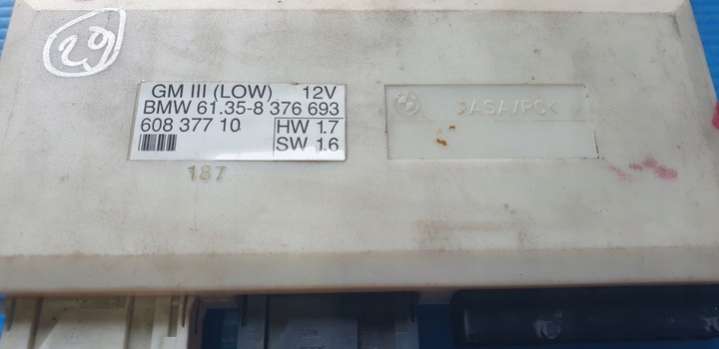 29
GM III (LOW) 12V
BMW 61.35-8 376 693
608 377 10 HW 1.7
SW 1.6
187